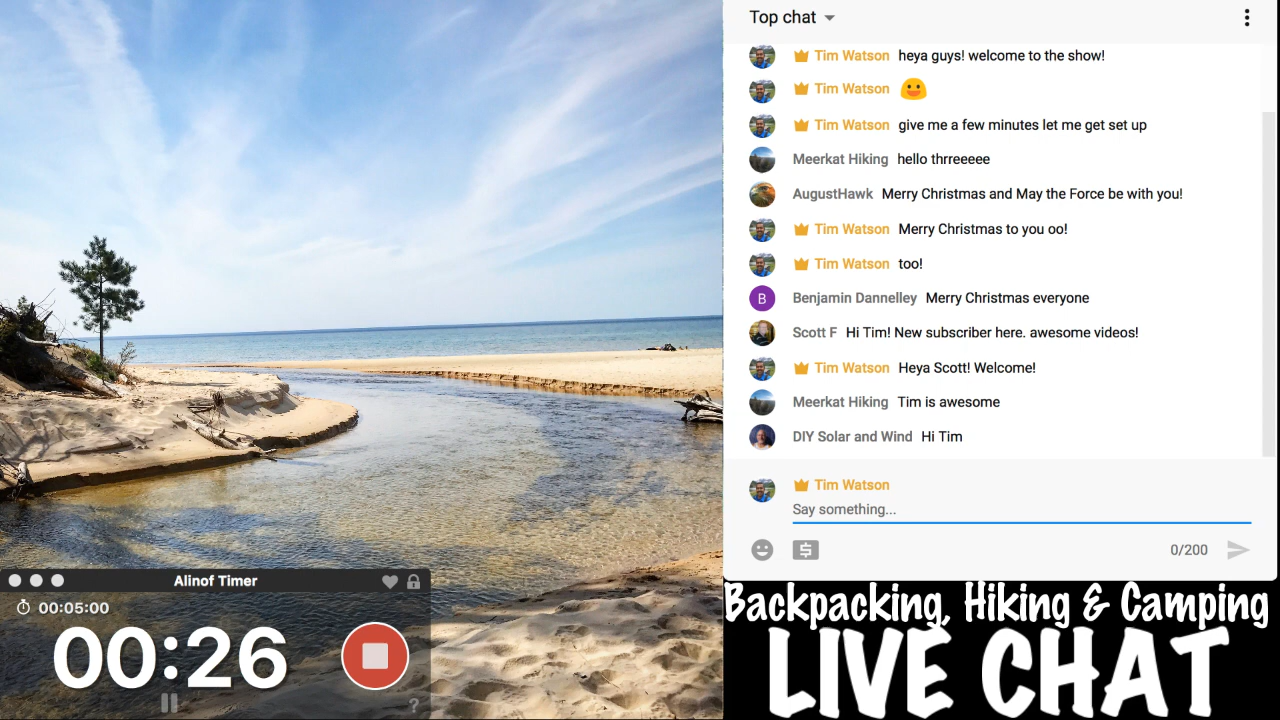 Top chat
Tim Watson heya guys! welcome to the show!
Tim Watson
Tim Watson give me a few minutes let me get set up
Meerkat Hiking hello thrreeeee
AugustHawk Merry Christmas and May the Force be with you!
Tim Watson Merry Christmas to you oo!
Tim Watson too!
Benjamin Dannelley Merry Christmas everyone
B
Scott F Hi Tim! New subscriber here. awesome videos!
Tim Watson Heya Scott! Welcome!
Meerkat Hiking Tim is awesome
DIY Solar and Wind Hi Tim
Tim Watson
Say something...
$
0/200
Alinof Timer
00:05:00
00:26
?
Backpacking, Hiking & Camping
LIVE CHAT